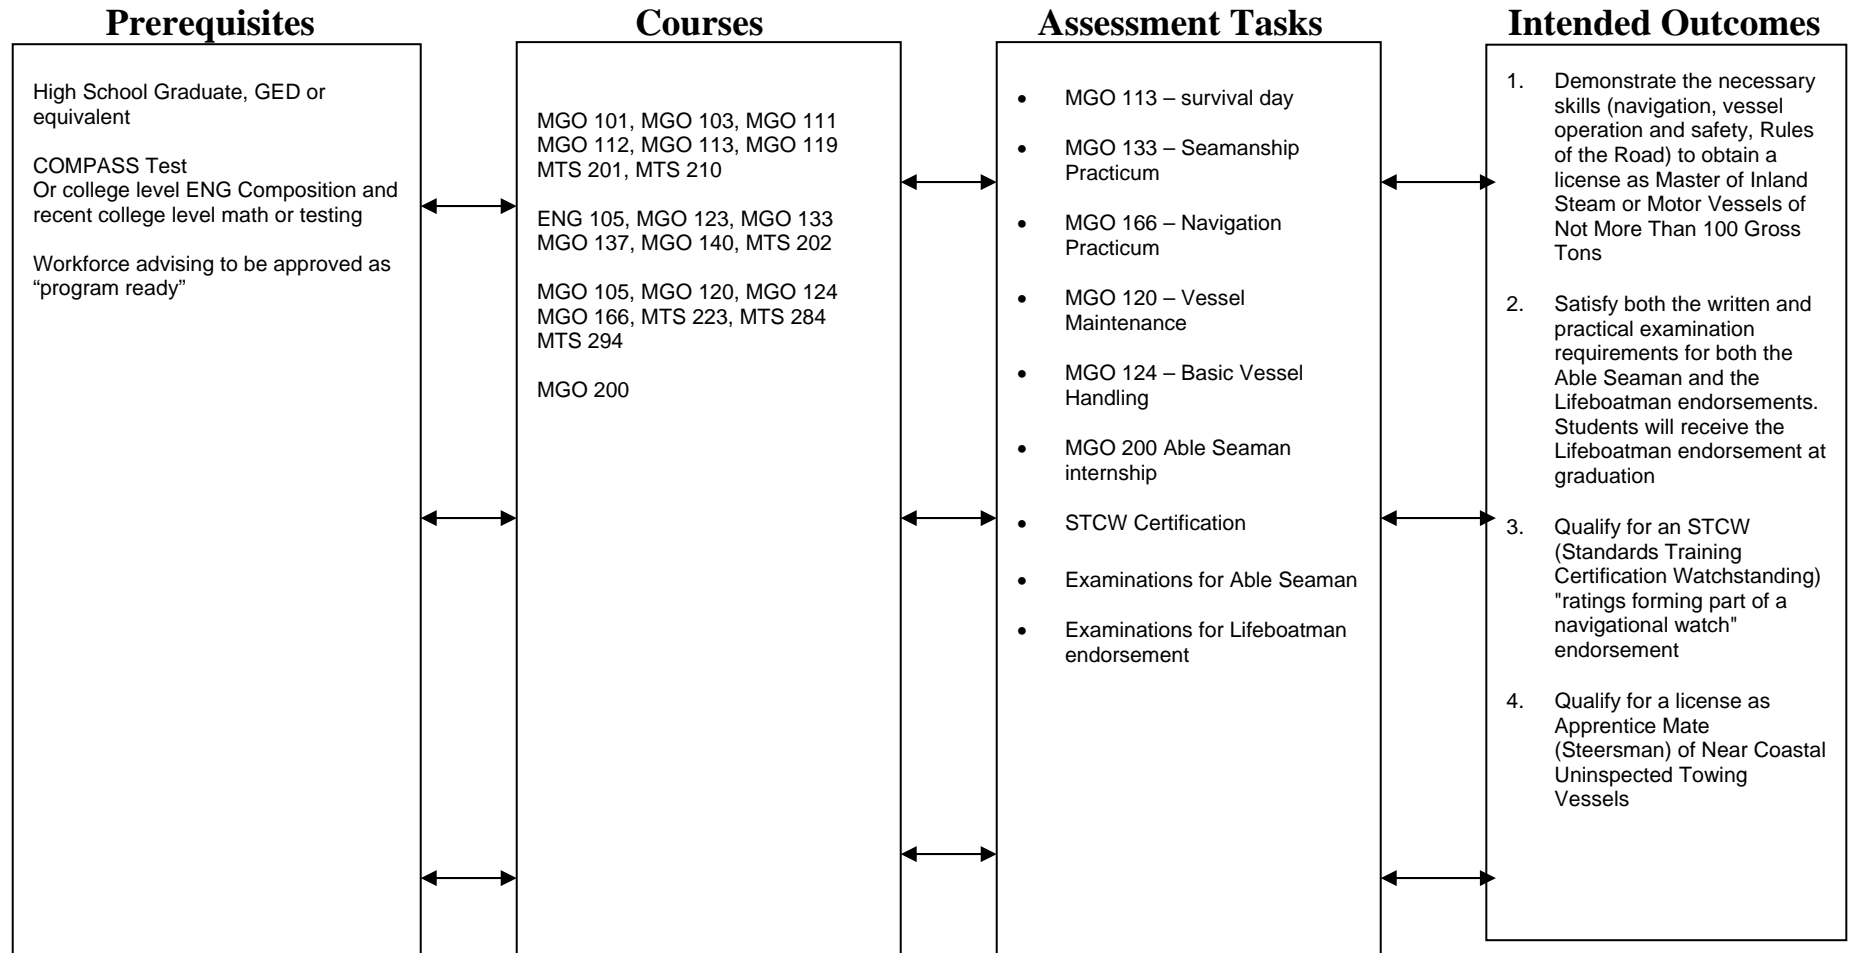 Prerequisites
High School Graduate, GED or
equivalent
COMPASS Test
Or college level ENG Composition and
recent college level math or testing
Workforce advising to be approved as
“program ready”
Courses
MGO 101, MGO 103, MGO 111
MGO 112, MGO 113, MGO 119
MTS 201, MTS 210
ENG 105, MGO 123, MGO 133
MGO 137, MGO 140, MTS 202
MGO 105, MGO 120, MGO 124
MGO 166, MTS 223, MTS 284
MTS 294
MGO 200
Assessment Tasks
• MGO 113 – survival day
• MGO 133 – Seamanship
Practicum
• MGO 166 – Navigation
Practicum
• MGO 120 – Vessel
Maintenance
• MGO 124 – Basic Vessel
Handling
• MGO 200 Able Seaman
internship
• STCW Certification
• Examinations for Able Seaman
• Examinations for Lifeboatman
endorsement
Intended Outcomes
1. Demonstrate the necessary
skills (navigation, vessel
operation and safety, Rules
of the Road) to obtain a
license as Master of Inland
Steam or Motor Vessels of
Not More Than 100 Gross
Tons
2. Satisfy both the written and
practical examination
requirements for both the
Able Seaman and the
Lifeboatman endorsements.
Students will receive the
Lifeboatman endorsement at
graduation
3. Qualify for an STCW
(Standards Training
Certification Watchstanding)
"ratings forming part of a
navigational watch"
endorsement
4. Qualify for a license as
Apprentice Mate
(Steersman) of Near Coastal
Uninspected Towing
Vessels